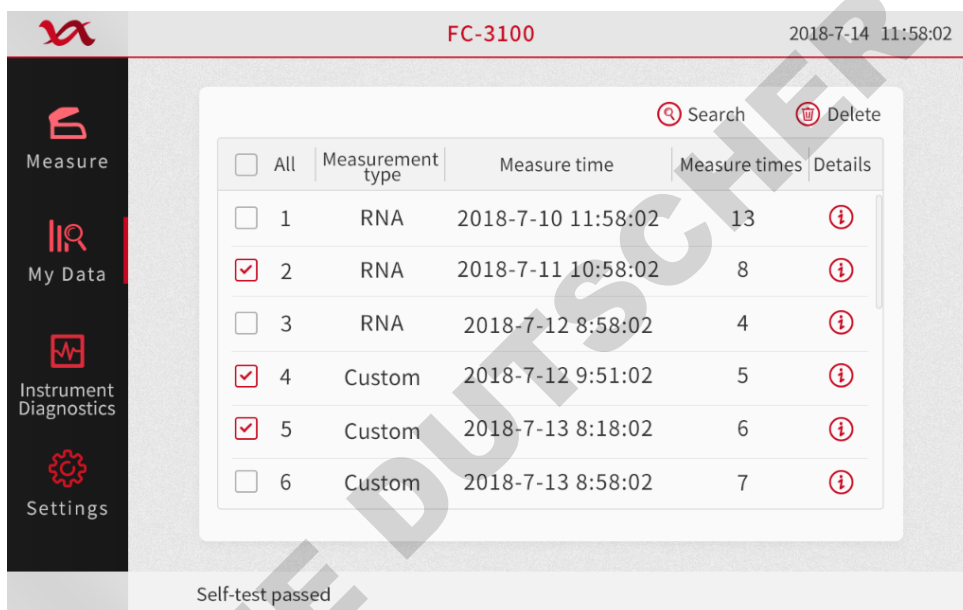 FC-3100
2018-7-14 11:58:02
Measure
My Data
Instrument
Diagnostics
Settings
Search
Delete
All
Measurement
type
Measure time
Measure times
Details
1 RNA 2018-7-10 11:58:02 13
2 RNA 2018-7-11 10:58:02 8
3 RNA 2018-7-12 8:58:02 4
4 Custom 2018-7-12 9:51:02 5
5 Custom 2018-7-13 8:18:02 6
6 Custom 2018-7-13 8:58:02 7
Self-test passed
E DUTSCHER